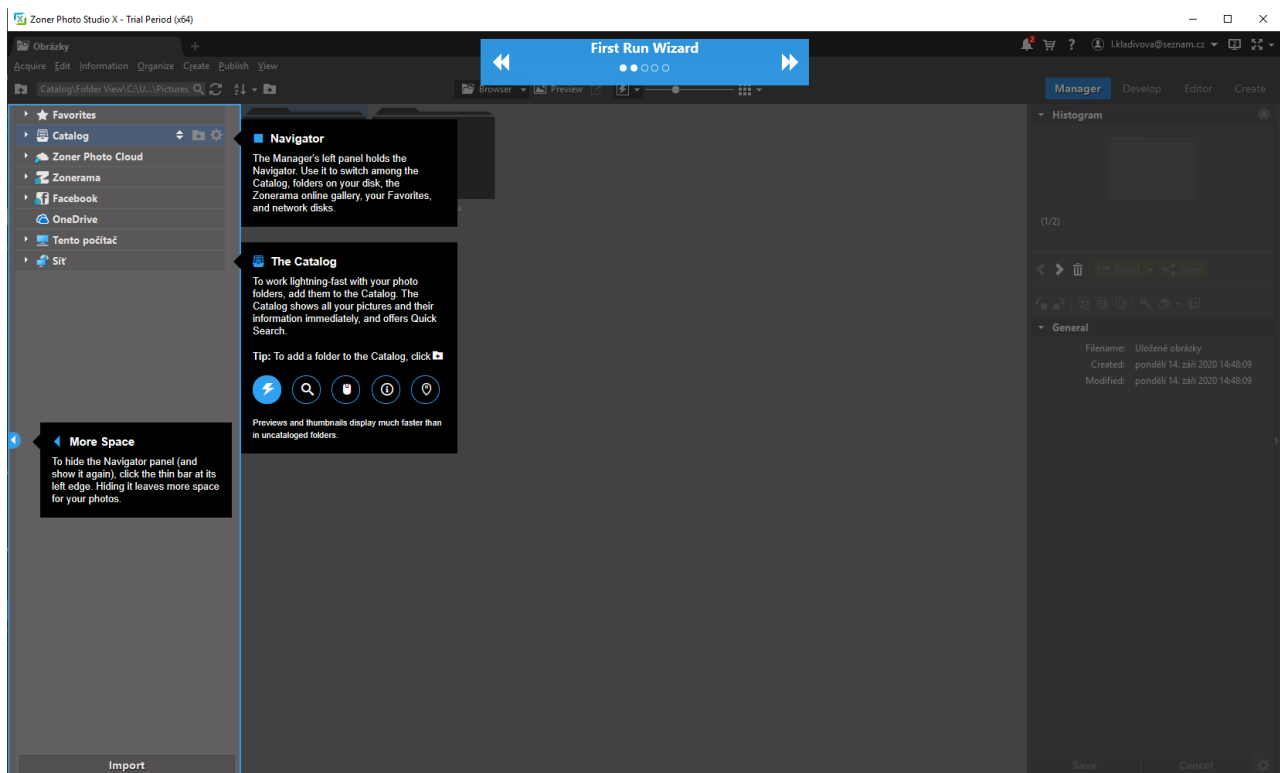 Zoner Photo Studio X - Trial Period (x64)
Obrázky
First Run Wizard
2
l.kladivova@seznam.cz
Acquire Edit Information Organize Create Publish View
Catalog\Folder View\C:\U...\Pictures
Browser
Preview
Manager Develop Editor Create
Favorites
Catalog
Zoner Photo Cloud
Zonerama
Facebook
OneDrive
Tento počítač
Síť
Navigator
The Manager's left panel holds the
Navigator. Use it to switch among the
Catalog, folders on your disk, the
Zonerama online gallery, your Favorites,
and network disks.
The Catalog
To work lightning-fast with your photo
folders, add them to the Catalog. The
Catalog shows all your pictures and their
information immediately, and offers Quick
Search.
Tip: To add a folder to the Catalog, click
Previews and thumbnails display much faster than
in uncataloged folders.
More Space
To hide the Navigator panel (and
show it again), click the thin bar at its
left edge. Hiding it leaves more space
for your photos.
Import
Histogram
(1/2)
Export
Share
General
Filename: Uložené obrázky
Created: pondělí 14. září 2020 14:48:09
Modified: pondělí 14. září 2020 14:48:09
Save Cancel